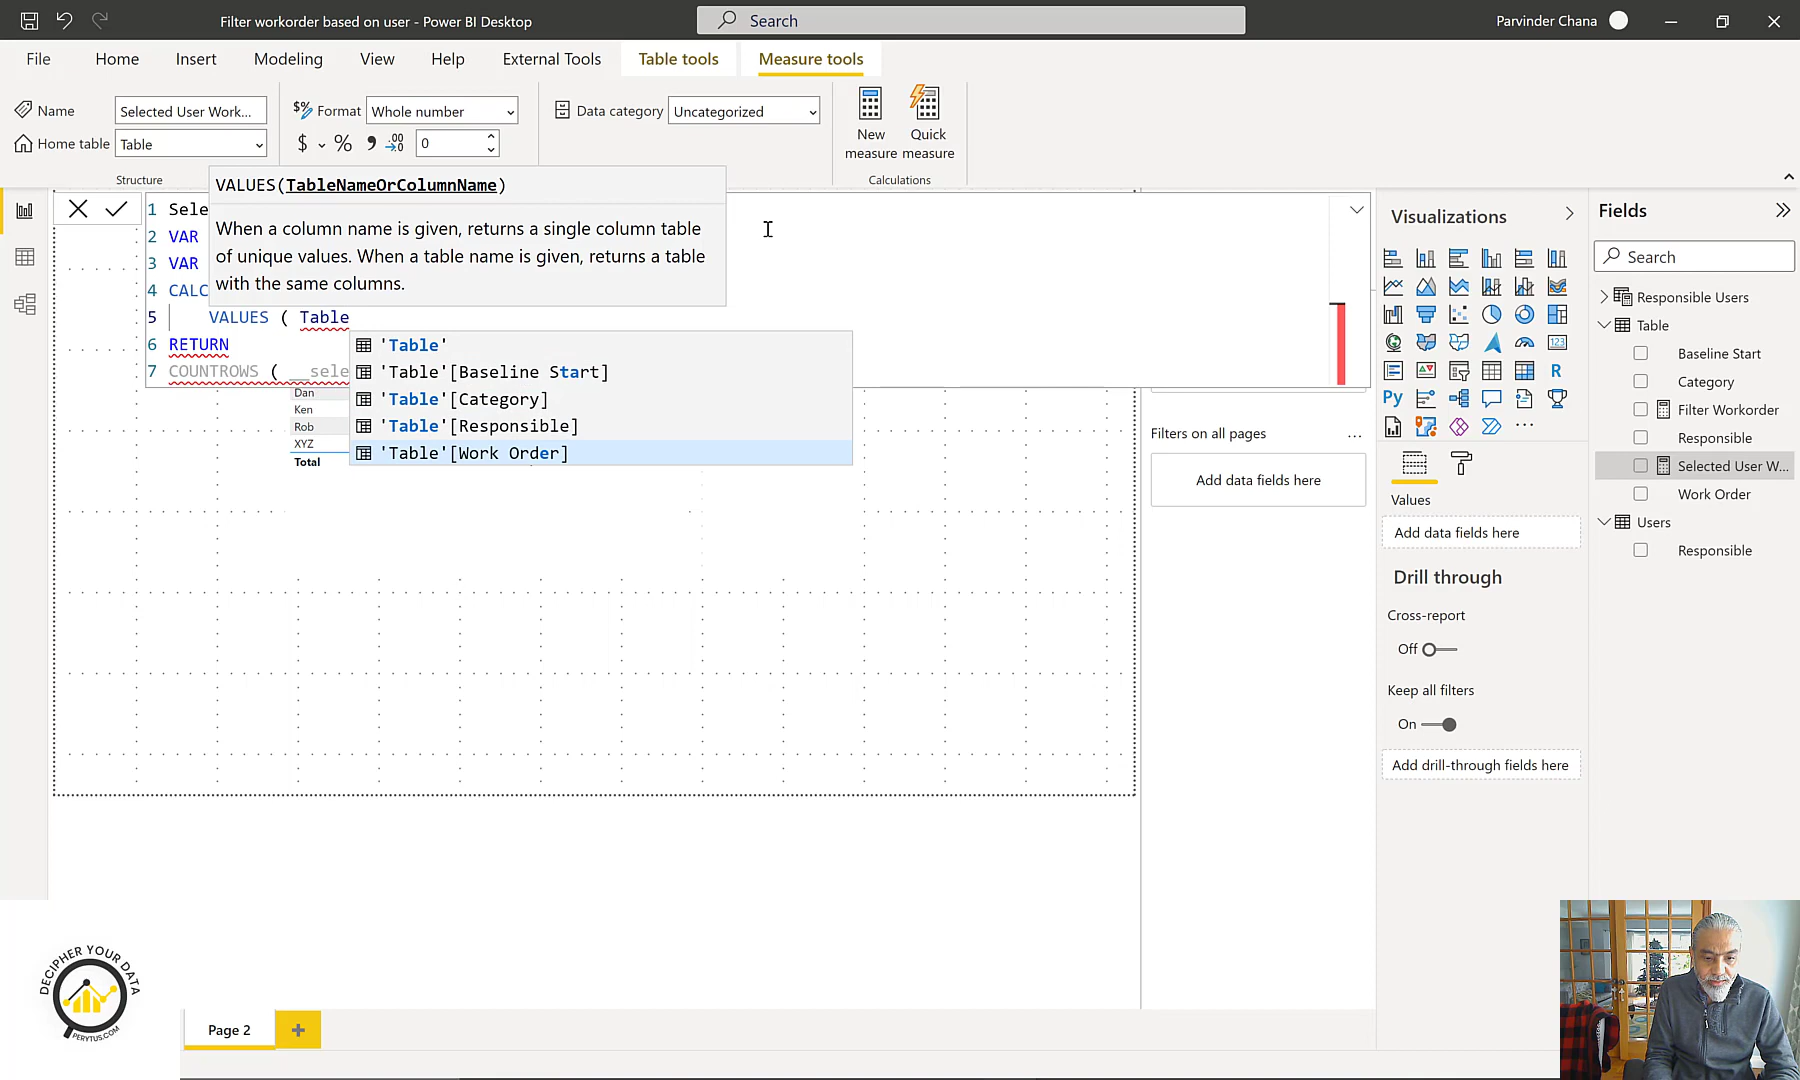 Filter workorder based on user - Power BI Desktop
Search
Parvinder Chana
File
Home
Insert
Modeling
View
Help
External Tools
Table tools
Measure tools
Name
Selected User Work...
Home table
Table
Structure
$% Format
Whole number
$ % 9 .00
0
Data category
Uncategorized
New measure
Quick measure
Calculations
VALUES(TableNameOrColumnName)
When a column name is given, returns a single column table
of unique values. When a table name is given, returns a table
with the same columns.
1 Sele
2 VAR
3 VAR
4 CALC
5 VALUES ( Table
6 RETURN
7 COUNTROWS ( __sele
'Table'
'Table'[Baseline Start]
'Table'[Category]
'Table'[Responsible]
'Table'[Work Order]
Dan
Ken
Rob
XYZ
Total
Filters on all pages
...
Add data fields here
Visualizations
123
R
Py
...
Values
Add data fields here
Drill through
Cross-report
Off
Keep all filters
On
Add drill-through fields here
Fields
Search
Responsible Users
Table
Baseline Start
Category
Filter Workorder
Responsible
Selected User W...
Work Order
Users
Responsible
DECIPHER YOUR DATA
PERYTUS.COM
Page 2
+